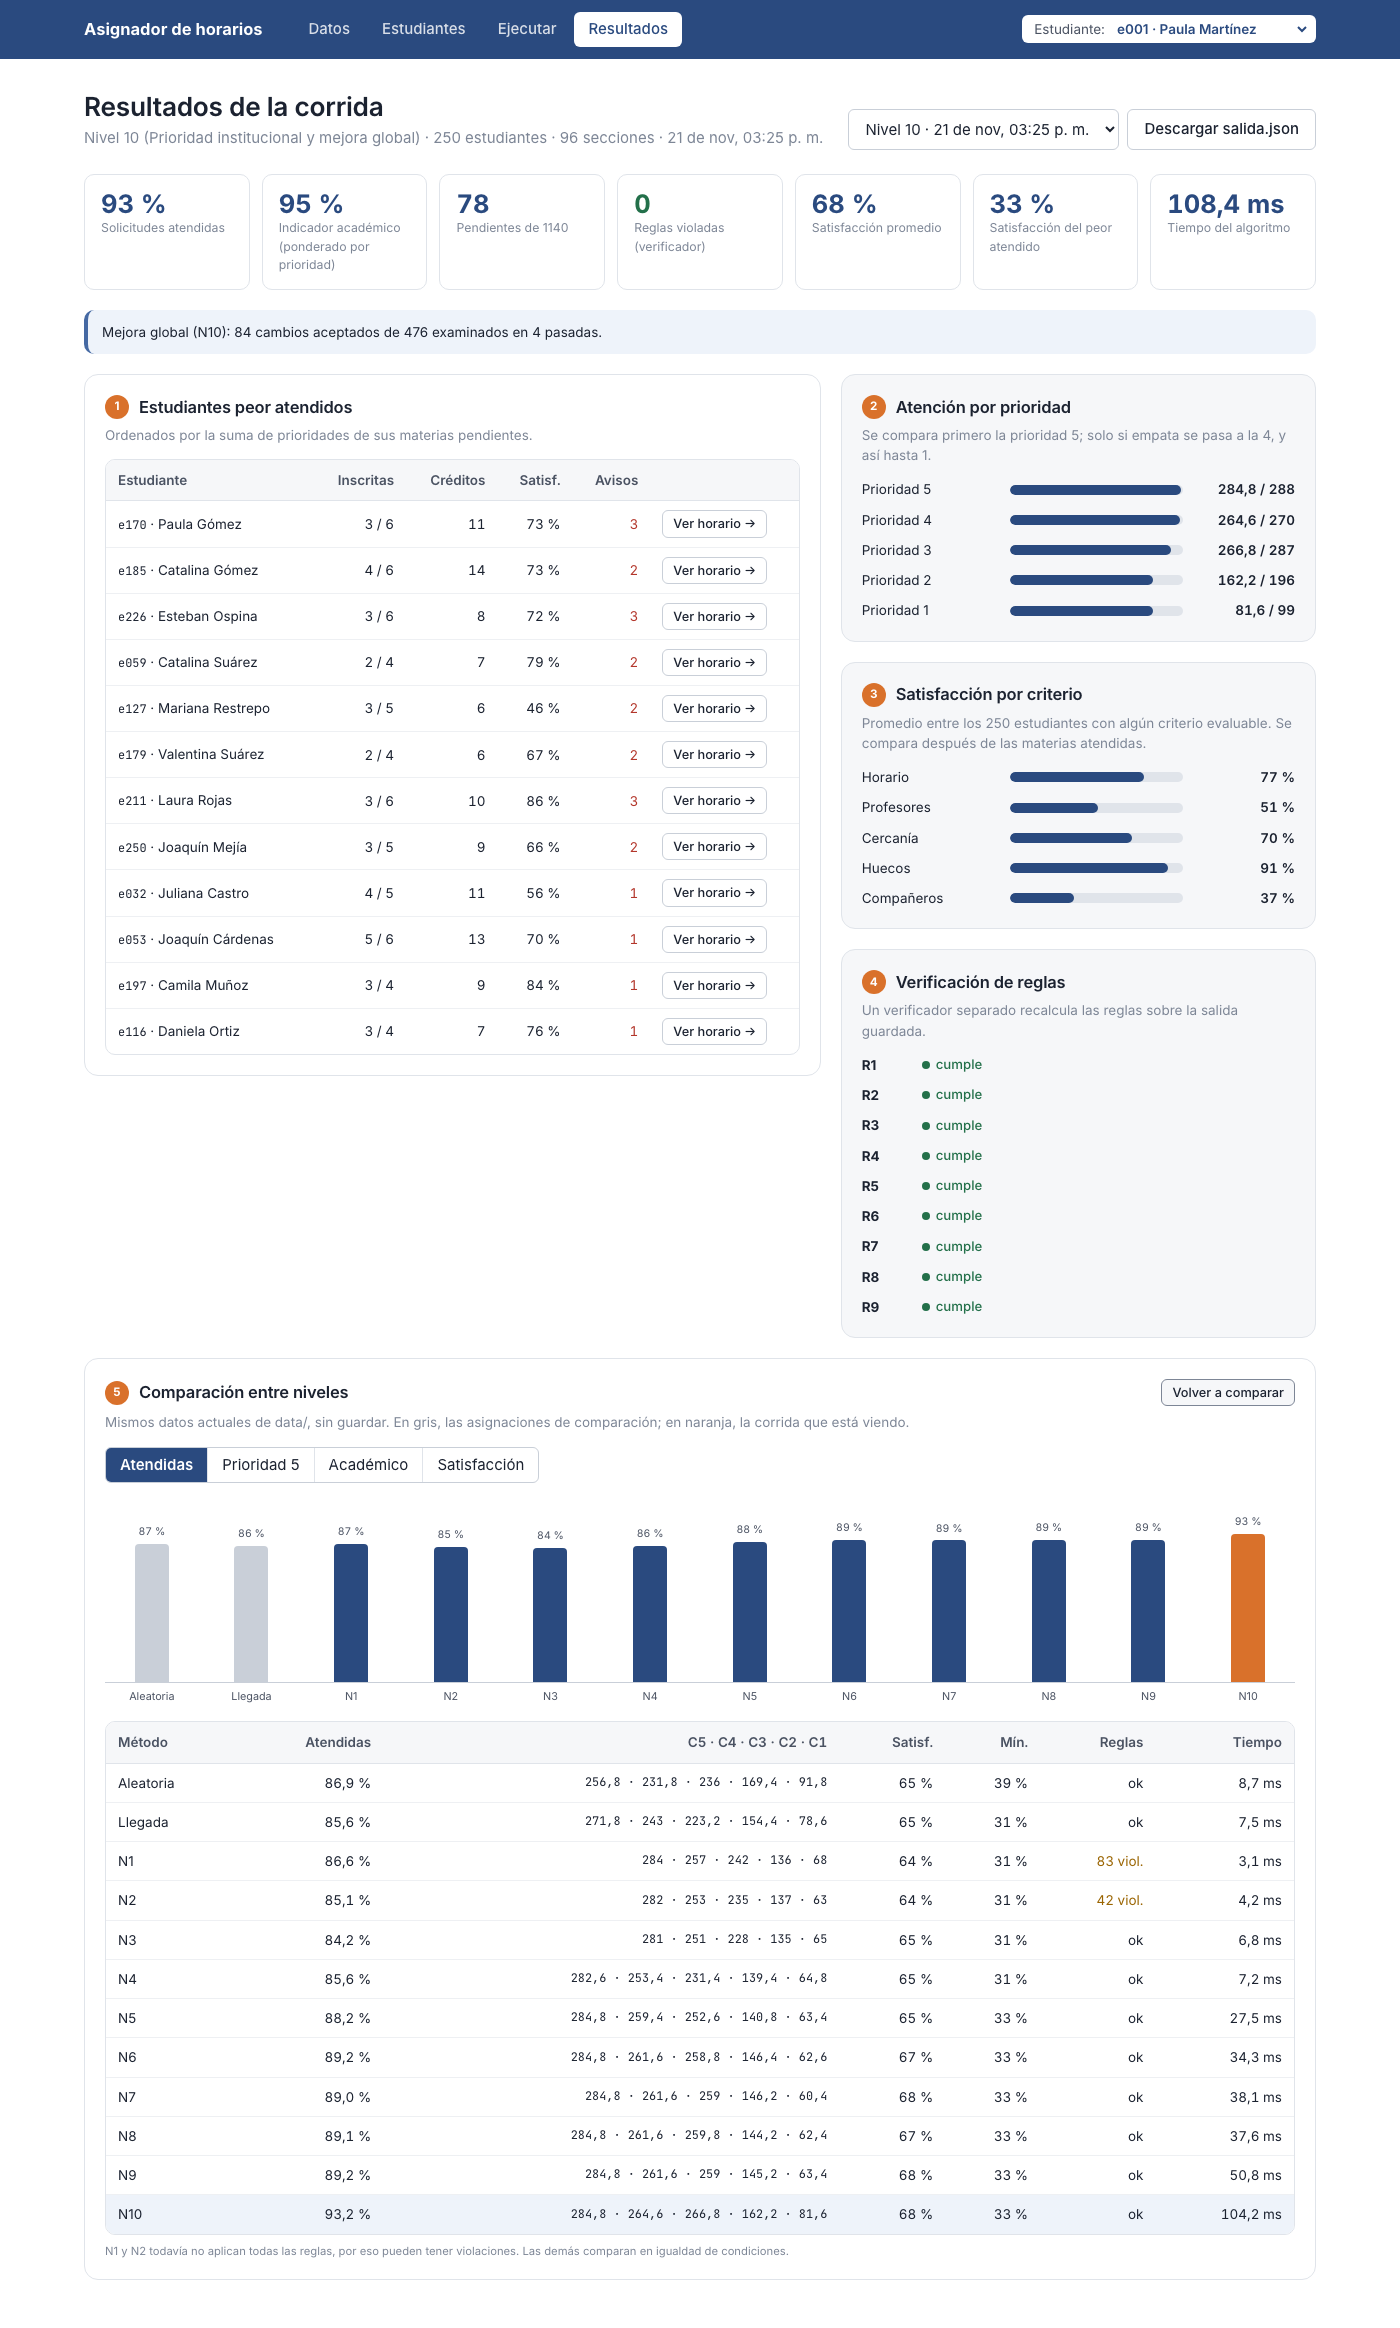 Asignador de horarios Datos Estudiantes Ejecutar Resultados Estudiante: e001 · Paula Martínez
Resultados de la corrida
Nivel 10 (Prioridad institucional y mejora global) · 250 estudiantes · 96 secciones · 21 de nov, 03:25 p. m.
Nivel 10 · 21 de nov, 03:25 p. m. Descargar salida.json
93 %
Solicitudes atendidas
95 %
Indicador académico
(ponderado por
prioridad)
78
Pendientes de 1140
0
Reglas violadas
(verificador)
68 %
Satisfacción promedio
33 %
Satisfacción del peor
atendido
108,4 ms
Tiempo del algoritmo
Mejora global (N10): 84 cambios aceptados de 476 examinados en 4 pasadas.
1 Estudiantes peor atendidos
Ordenados por la suma de prioridades de sus materias pendientes.
Estudiante Inscritas Créditos Satisf. Avisos
e170 · Paula Gómez 3 / 6 11 73 % 3 Ver horario →
e185 · Catalina Gómez 4 / 6 14 73 % 2 Ver horario →
e226 · Esteban Ospina 3 / 6 8 72 % 3 Ver horario →
e059 · Catalina Suárez 2 / 4 7 79 % 2 Ver horario →
e127 · Mariana Restrepo 3 / 5 6 46 % 2 Ver horario →
e179 · Valentina Suárez 2 / 4 6 67 % 2 Ver horario →
e211 · Laura Rojas 3 / 6 10 86 % 3 Ver horario →
e250 · Joaquín Mejía 3 / 5 9 66 % 2 Ver horario →
e032 · Juliana Castro 4 / 5 11 56 % 1 Ver horario →
e053 · Joaquín Cárdenas 5 / 6 13 70 % 1 Ver horario →
e197 · Camila Muñoz 3 / 4 9 84 % 1 Ver horario →
e116 · Daniela Ortiz 3 / 4 7 76 % 1 Ver horario →
2 Atención por prioridad
Se compara primero la prioridad 5; solo si empata se pasa a la 4, y
así hasta 1.
Prioridad 5 284,8 / 288
Prioridad 4 264,6 / 270
Prioridad 3 266,8 / 287
Prioridad 2 162,2 / 196
Prioridad 1 81,6 / 99
3 Satisfacción por criterio
Promedio entre los 250 estudiantes con algún criterio evaluable. Se
compara después de las materias atendidas.
Horario 77 %
Profesores 51 %
Cercanía 70 %
Huecos 91 %
Compañeros 37 %
4 Verificación de reglas
Un verificador separado recalcula las reglas sobre la salida
guardada.
R1 cumple
R2 cumple
R3 cumple
R4 cumple
R5 cumple
R6 cumple
R7 cumple
R8 cumple
R9 cumple
5 Comparación entre niveles Volver a comparar
Mismos datos actuales de data/, sin guardar. En gris, las asignaciones de comparación; en naranja, la corrida que está viendo.
Atendidas Prioridad 5 Académico Satisfacción
87 % 86 % 87 % 85 % 84 % 86 % 88 % 89 % 89 % 89 % 89 % 93 %
Aleatoria Llegada N1 N2 N3 N4 N5 N6 N7 N8 N9 N10
Método Atendidas C5 · C4 · C3 · C2 · C1 Satisf. Mín. Reglas Tiempo
Aleatoria 86,9 % 256,8 · 231,8 · 236 · 169,4 · 91,8 65 % 39 % ok 8,7 ms
Llegada 85,6 % 271,8 · 243 · 223,2 · 154,4 · 78,6 65 % 31 % ok 7,5 ms
N1 86,6 % 284 · 257 · 242 · 136 · 68 64 % 31 % 83 viol. 3,1 ms
N2 85,1 % 282 · 253 · 235 · 137 · 63 64 % 31 % 42 viol. 4,2 ms
N3 84,2 % 281 · 251 · 228 · 135 · 65 65 % 31 % ok 6,8 ms
N4 85,6 % 282,6 · 253,4 · 231,4 · 139,4 · 64,8 65 % 31 % ok 7,2 ms
N5 88,2 % 284,8 · 259,4 · 252,6 · 140,8 · 63,4 65 % 33 % ok 27,5 ms
N6 89,2 % 284,8 · 261,6 · 258,8 · 146,4 · 62,6 67 % 33 % ok 34,3 ms
N7 89,0 % 284,8 · 261,6 · 259 · 146,2 · 60,4 68 % 33 % ok 38,1 ms
N8 89,1 % 284,8 · 261,6 · 259,8 · 144,2 · 62,4 67 % 33 % ok 37,6 ms
N9 89,2 % 284,8 · 261,6 · 259 · 145,2 · 63,4 68 % 33 % ok 50,8 ms
N10 93,2 % 284,8 · 264,6 · 266,8 · 162,2 · 81,6 68 % 33 % ok 104,2 ms
N1 y N2 todavía no aplican todas las reglas, por eso pueden tener violaciones. Las demás comparan en igualdad de condiciones.